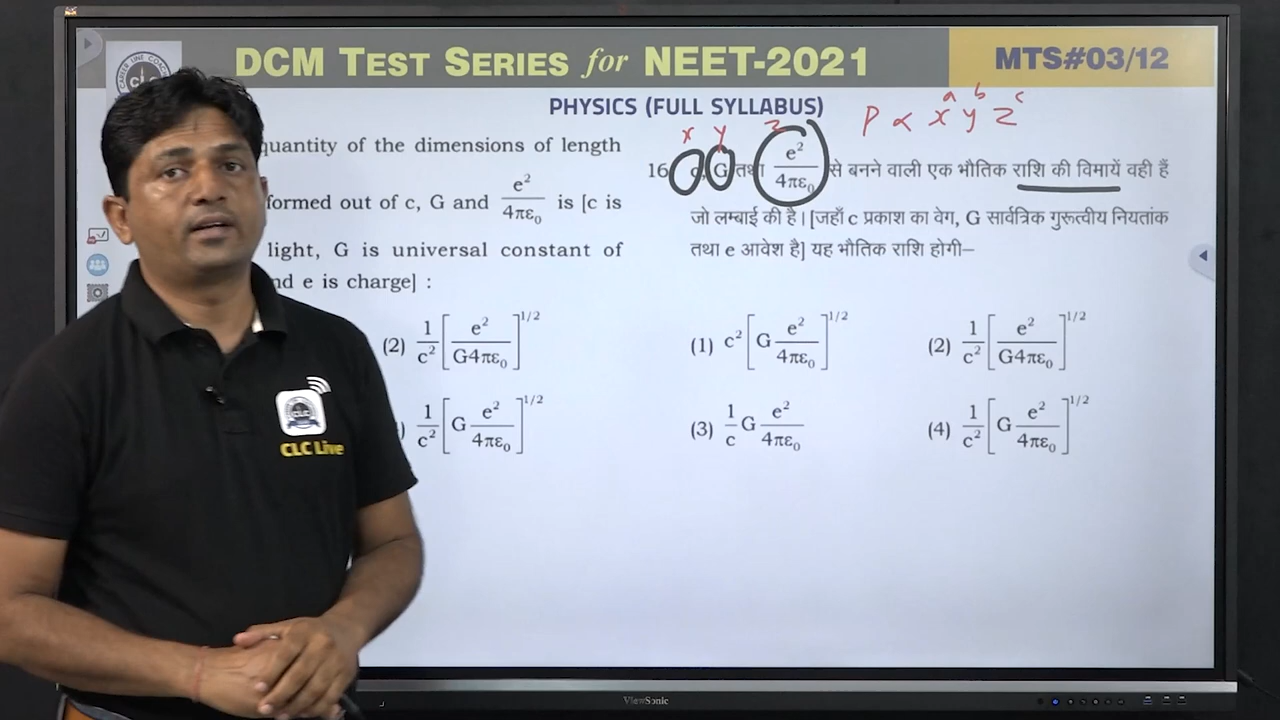 DCM TEST SERIES for NEET-2021
MTS#03/12
PHYSICS (FULL SYLLABUS)
P ∝ x^a y^b z^c
quantity of the dimensions of length
formed out of c, G and e²/4πε₀ is [c is
light, G is universal constant of
nd e is charge] :
(2) 1/c² [e²/G4πε₀]^1/2
) 1/c² [G e²/4πε₀]^1/2
x y z
16 c, G तथा e²/4πε₀ से बनने वाली एक भौतिक राशि की विमायें वही हैं
जो लम्बाई की है। [जहाँ c प्रकाश का वेग, G सार्वत्रिक गुरूत्वीय नियतांक
तथा e आवेश है] यह भौतिक राशि होगी–
(1) c² [G e²/4πε₀]^1/2
(2) 1/c² [e²/G4πε₀]^1/2
(3) 1/c G e²/4πε₀
(4) 1/c² [G e²/4πε₀]^1/2
CLC
CLC Live
ViewSonic